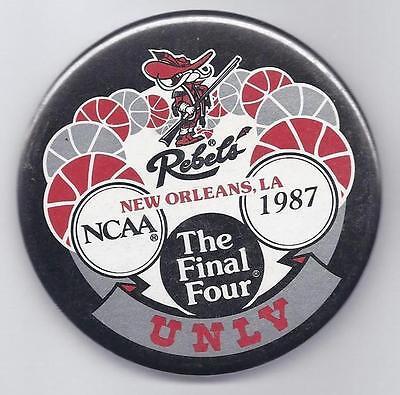 Rebels®
NEW ORLEANS, LA
NCAA®
1987
The
Final
Four®
UNLV